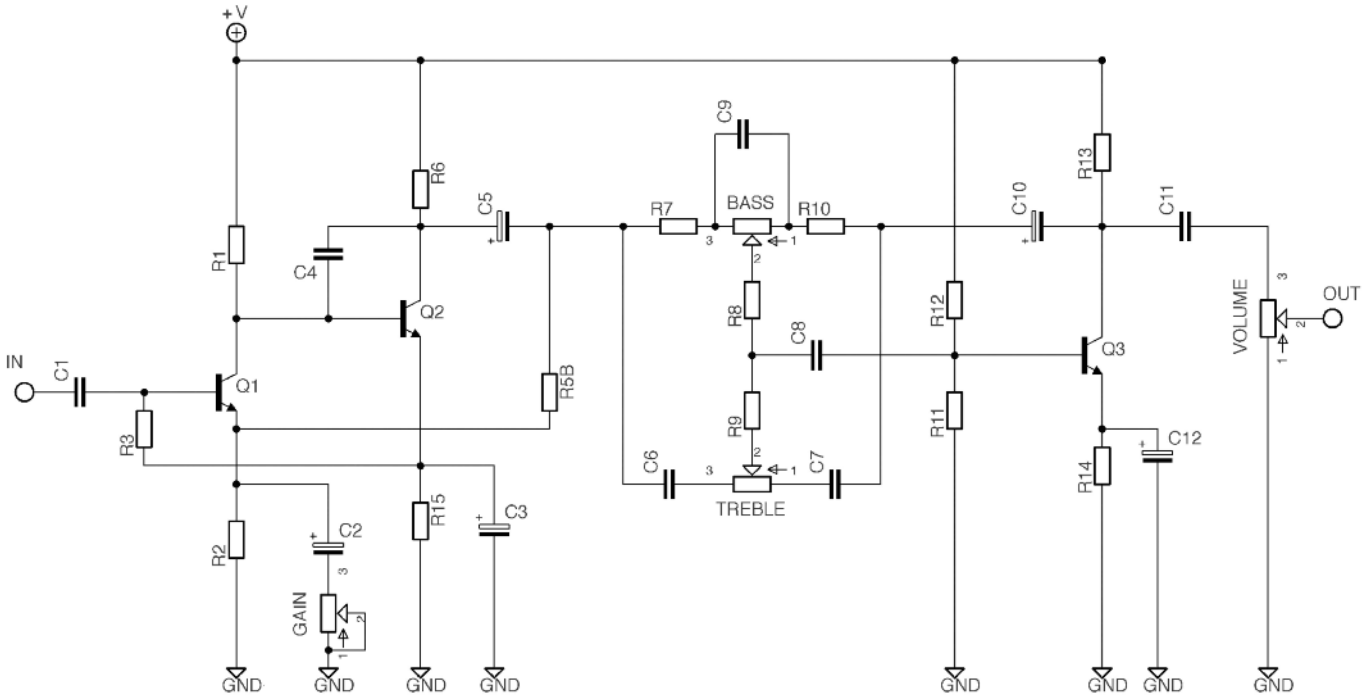 +V
C9
R6
R13
C5
R7
BASS
R10
C10
C11
3
1
2
R1
C4
Q2
R8
R12
3
VOLUME
OUT
2
1
IN
C1
Q1
C8
Q3
R5B
R3
R9
R11
C12
+
2
C6
3
1
C7
TREBLE
R14
R2
+
C2
R15
+
C3
3
GAIN
2
1
+
+
GND
GND
GND
GND
GND
GND
GND
GND